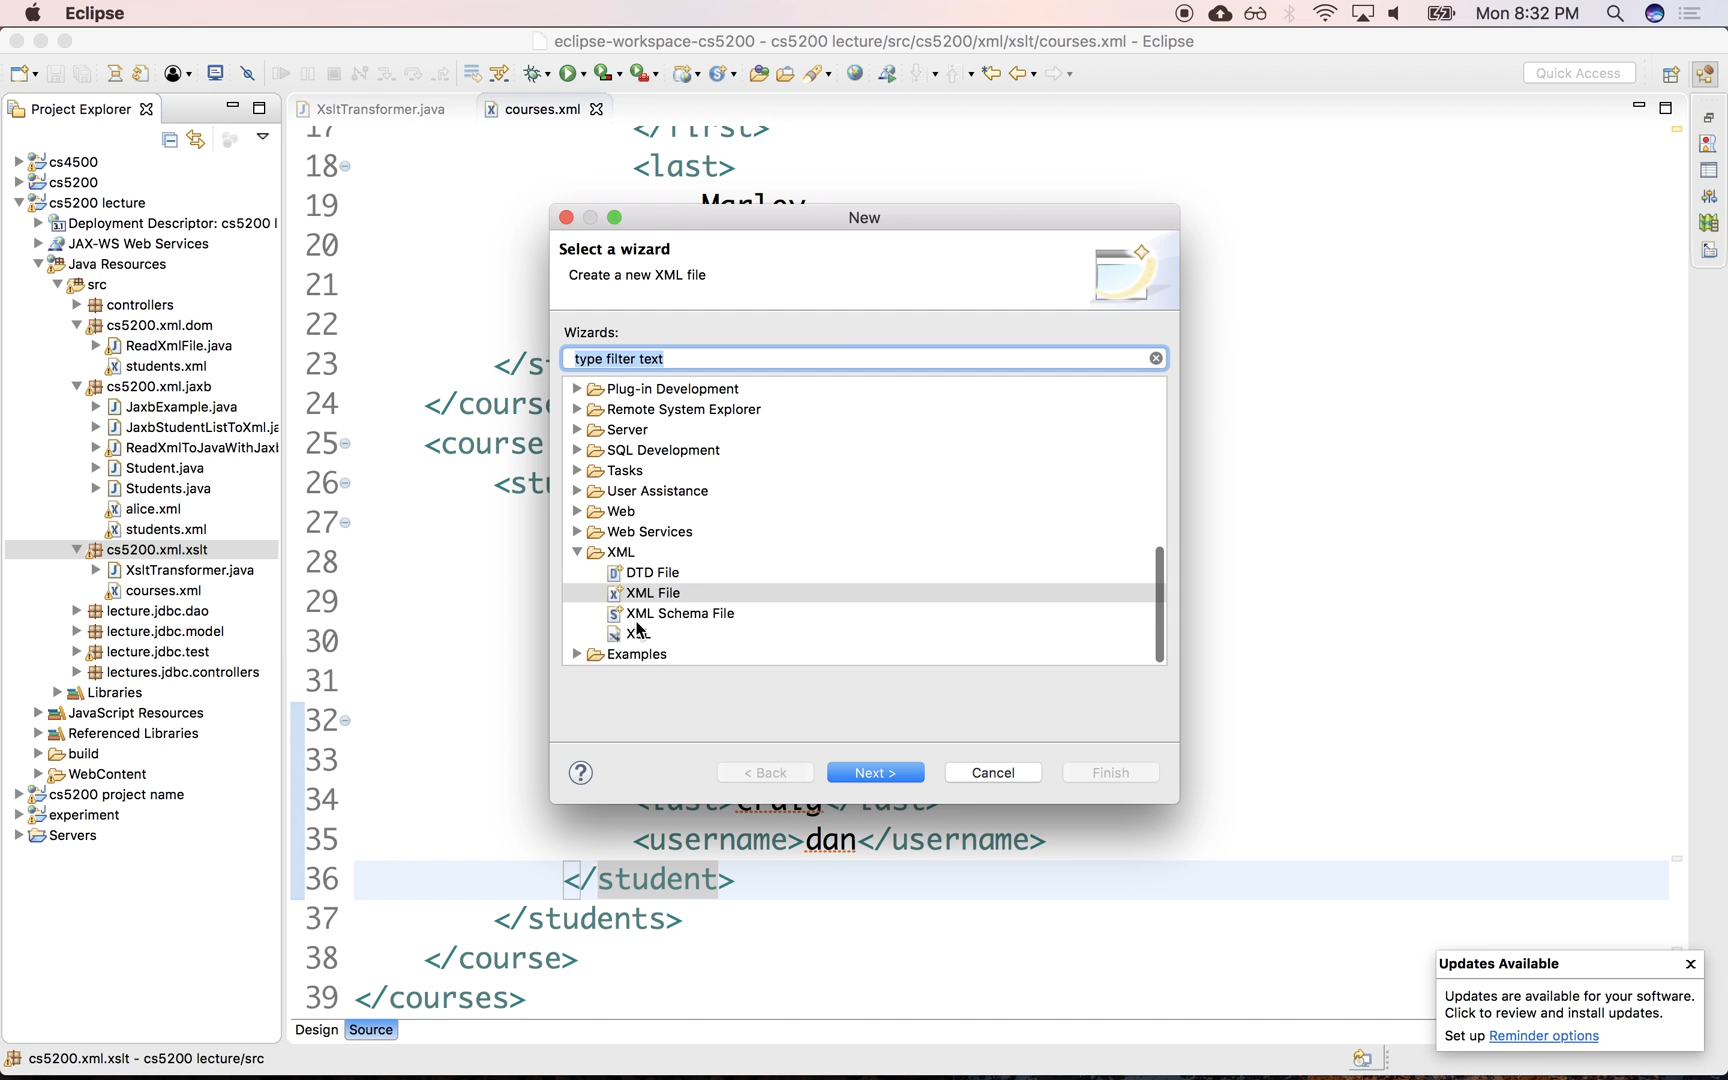 Eclipse
Mon 8:32 PM
eclipse-workspace-cs5200 - cs5200 lecture/src/cs5200/xml/xslt/courses.xml - Eclipse
Quick Access
Project Explorer
XsltTransformer.java
courses.xml
cs4500
cs5200
cs5200 lecture
Deployment Descriptor: cs5200 l
JAX-WS Web Services
Java Resources
src
controllers
cs5200.xml.dom
ReadXmlFile.java
students.xml
cs5200.xml.jaxb
JaxbExample.java
JaxbStudentListToXml.ja
ReadXmlToJavaWithJaxb
Student.java
Students.java
alice.xml
students.xml
cs5200.xml.xslt
XsltTransformer.java
courses.xml
lecture.jdbc.dao
lecture.jdbc.model
lecture.jdbc.test
lectures.jdbc.controllers
Libraries
JavaScript Resources
Referenced Libraries
build
WebContent
cs5200 project name
experiment
Servers
17 </first>
18 <last>
19 Marley
20
21
22
23 </st
24 </course
25 <course
26 <stu
27
28
29
30
31
32
33
34 <last>Craig</last>
35 <username>dan</username>
36 </student>
37 </students>
38 </course>
39 </courses>
New
Select a wizard
Create a new XML file
Wizards:
type filter text
Plug-in Development
Remote System Explorer
Server
SQL Development
Tasks
User Assistance
Web
Web Services
XML
DTD File
XML File
XML Schema File
XSL
Examples
?
< Back
Next >
Cancel
Finish
Design
Source
Updates Available
Updates are available for your software.
Click to review and install updates.
Set up Reminder options
cs5200.xml.xslt - cs5200 lecture/src